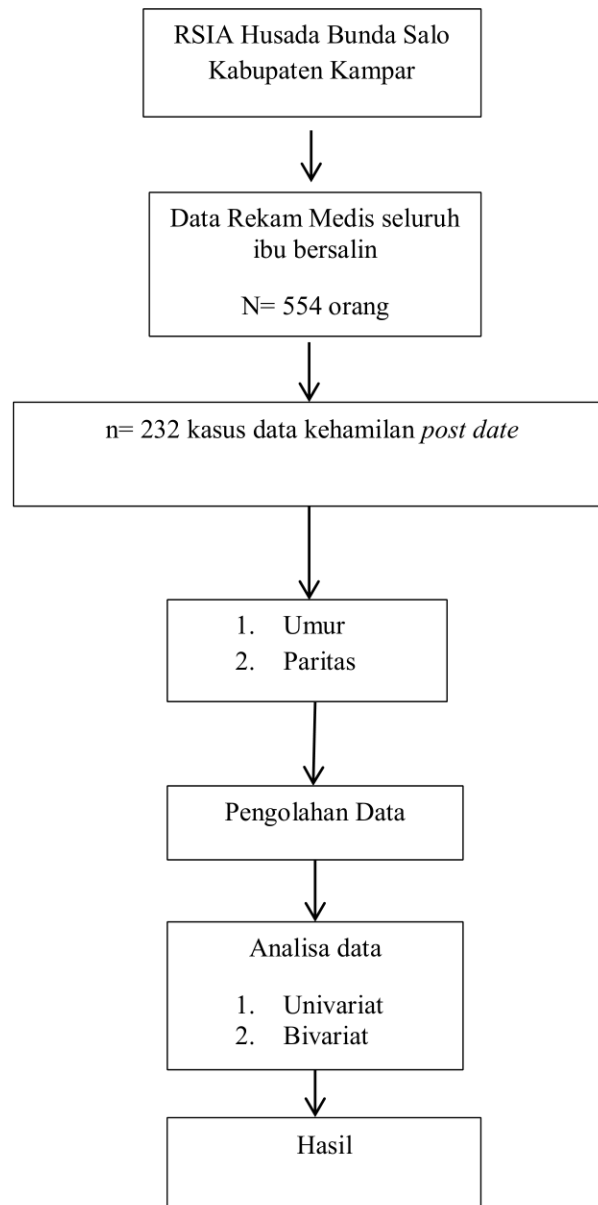 RSIA Husada Bunda Salo
Kabupaten Kampar
Data Rekam Medis seluruh
ibu bersalin
N= 554 orang
n= 232 kasus data kehamilan post date
1. Umur
2. Paritas
Pengolahan Data
Analisa data
1. Univariat
2. Bivariat
Hasil